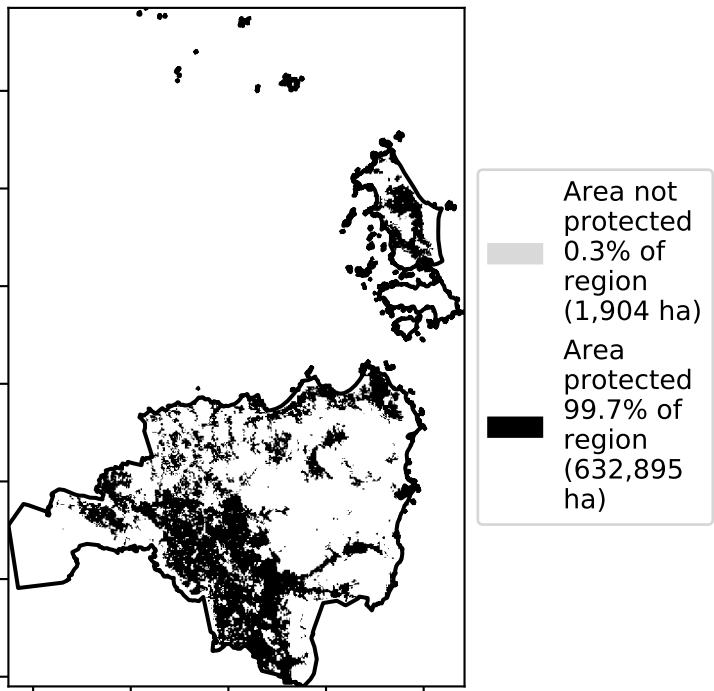 Area not
protected
0.3% of
region
(1,904 ha)
Area
protected
99.7% of
region
(632,895
ha)